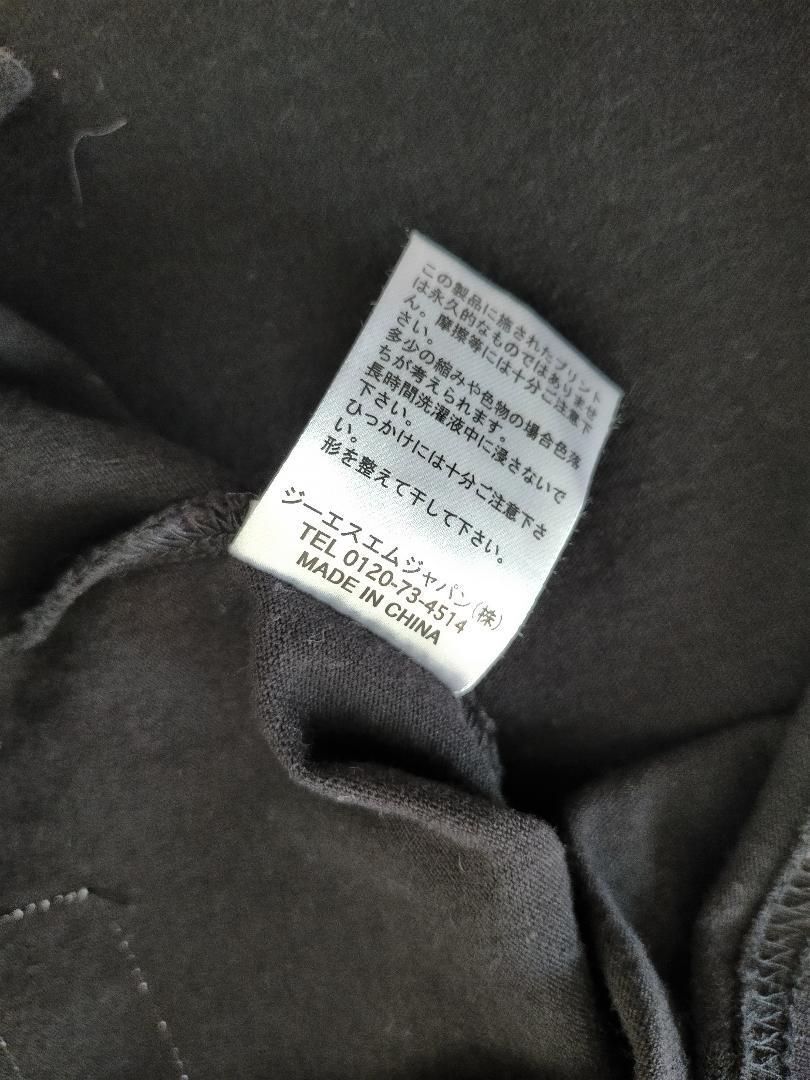 この製品に施されたプリント
は永久的なものではありませ
ん。摩擦等には十分ご注意下
さい。
多少の縮みや色物の場合色落
ちが考えられます。
長時間洗濯液中に浸さないで
下さい。
ひっかけには十分ご注意下さ
い。
形を整えて干して下さい。
ジーエスエムジャパン(株)
TEL 0120-73-4514
MADE IN CHINA